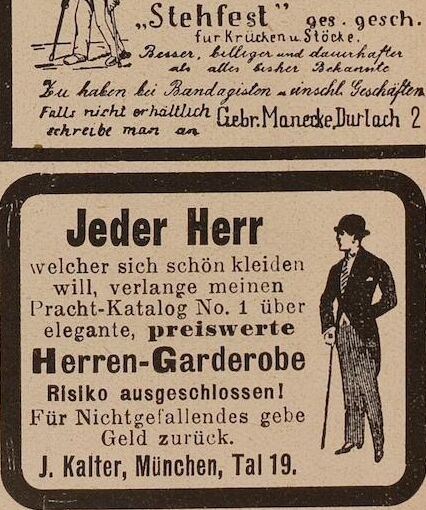 „Stehfest" ges. gesch.
fur Krücken u Stöcke.
Besser, billiger und dauerhafter
als alles bisher Bekannte
Zu haben bei Bandagisten u. einschl. Geschäften
Falls nicht erhältlich
schreibe man an
Gebr. Manecke, Durlach 2
Jeder Herr
welcher sich schön kleiden
will, verlange meinen
Pracht-Katalog No. 1 über
elegante, preiswerte
Herren-Garderobe
Risiko ausgeschlossen!
Für Nichtgefallendes gebe
Geld zurück.
J. Kalter, München, Tal 19.